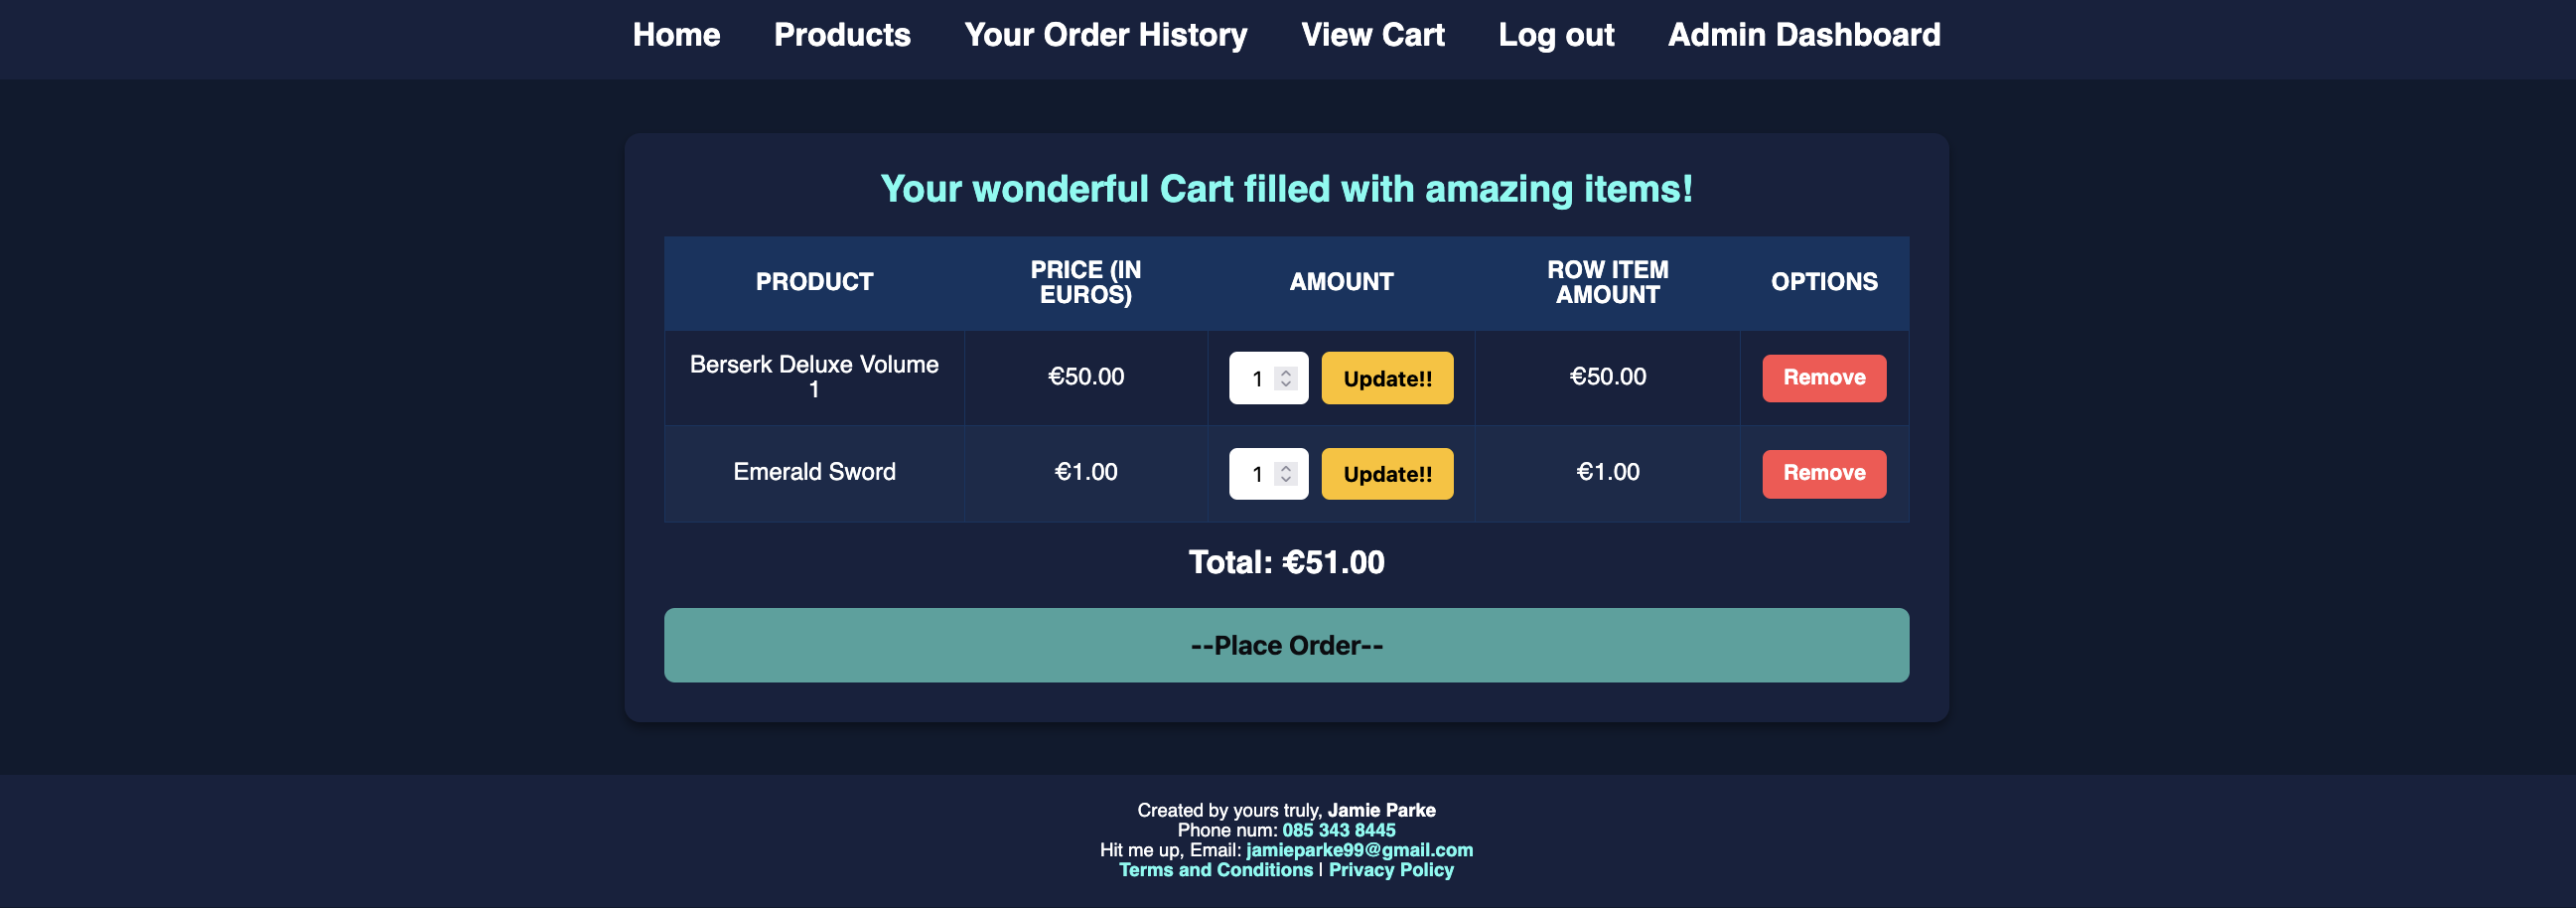 Home Products Your Order History View Cart Log out Admin Dashboard
Your wonderful Cart filled with amazing items!
PRODUCT PRICE (IN EUROS) AMOUNT ROW ITEM AMOUNT OPTIONS
Berserk Deluxe Volume 1 €50.00 1 Update!! €50.00 Remove
Emerald Sword €1.00 1 Update!! €1.00 Remove
Total: €51.00
--Place Order--
Created by yours truly, Jamie Parke
Phone num: 085 343 8445
Hit me up, Email: jamieparke99@gmail.com
Terms and Conditions | Privacy Policy